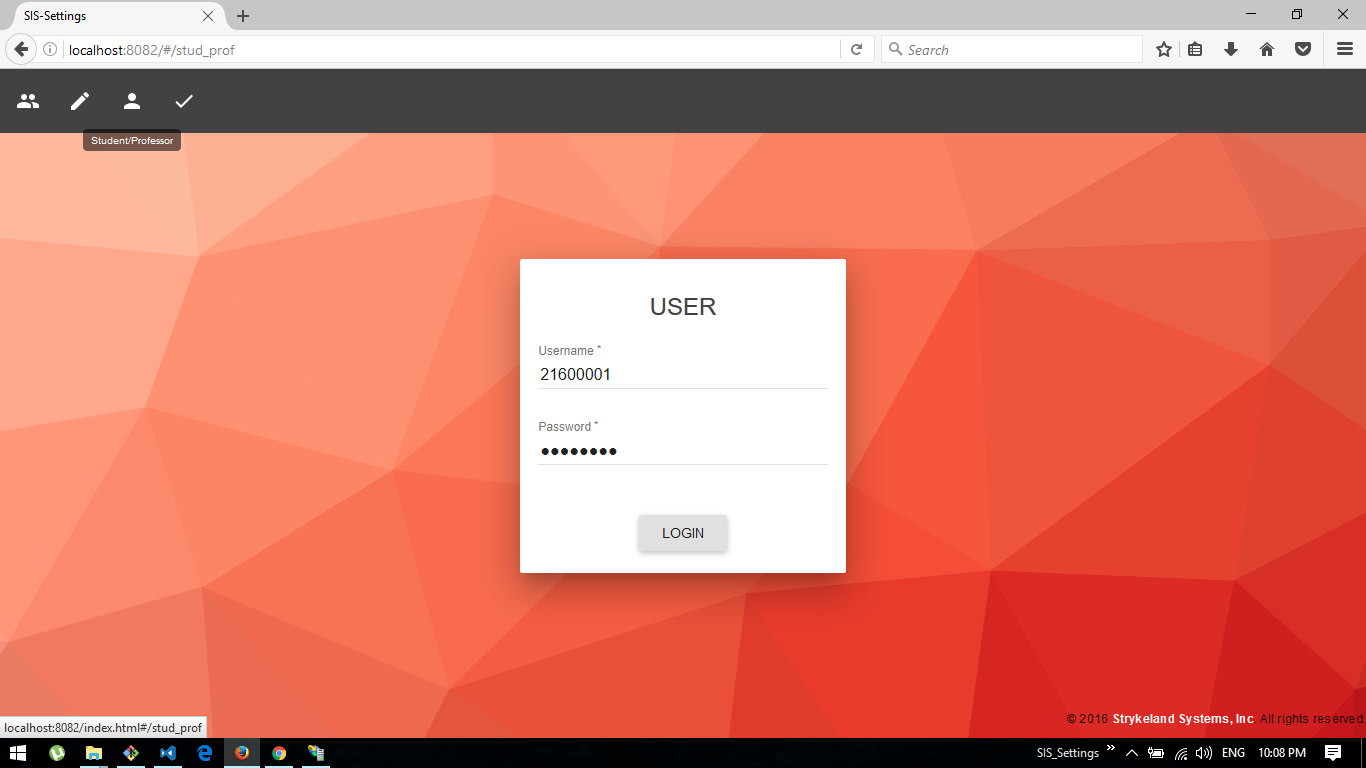 SIS-Settings
localhost:8082/#/stud_prof
Search
Student/Professor
USER
Username *
21600001
Password *
LOGIN
© 2016 Strykeland Systems, Inc All rights reserved.
localhost:8082/index.html#/stud_prof
SIS_Settings
ENG
10:08 PM